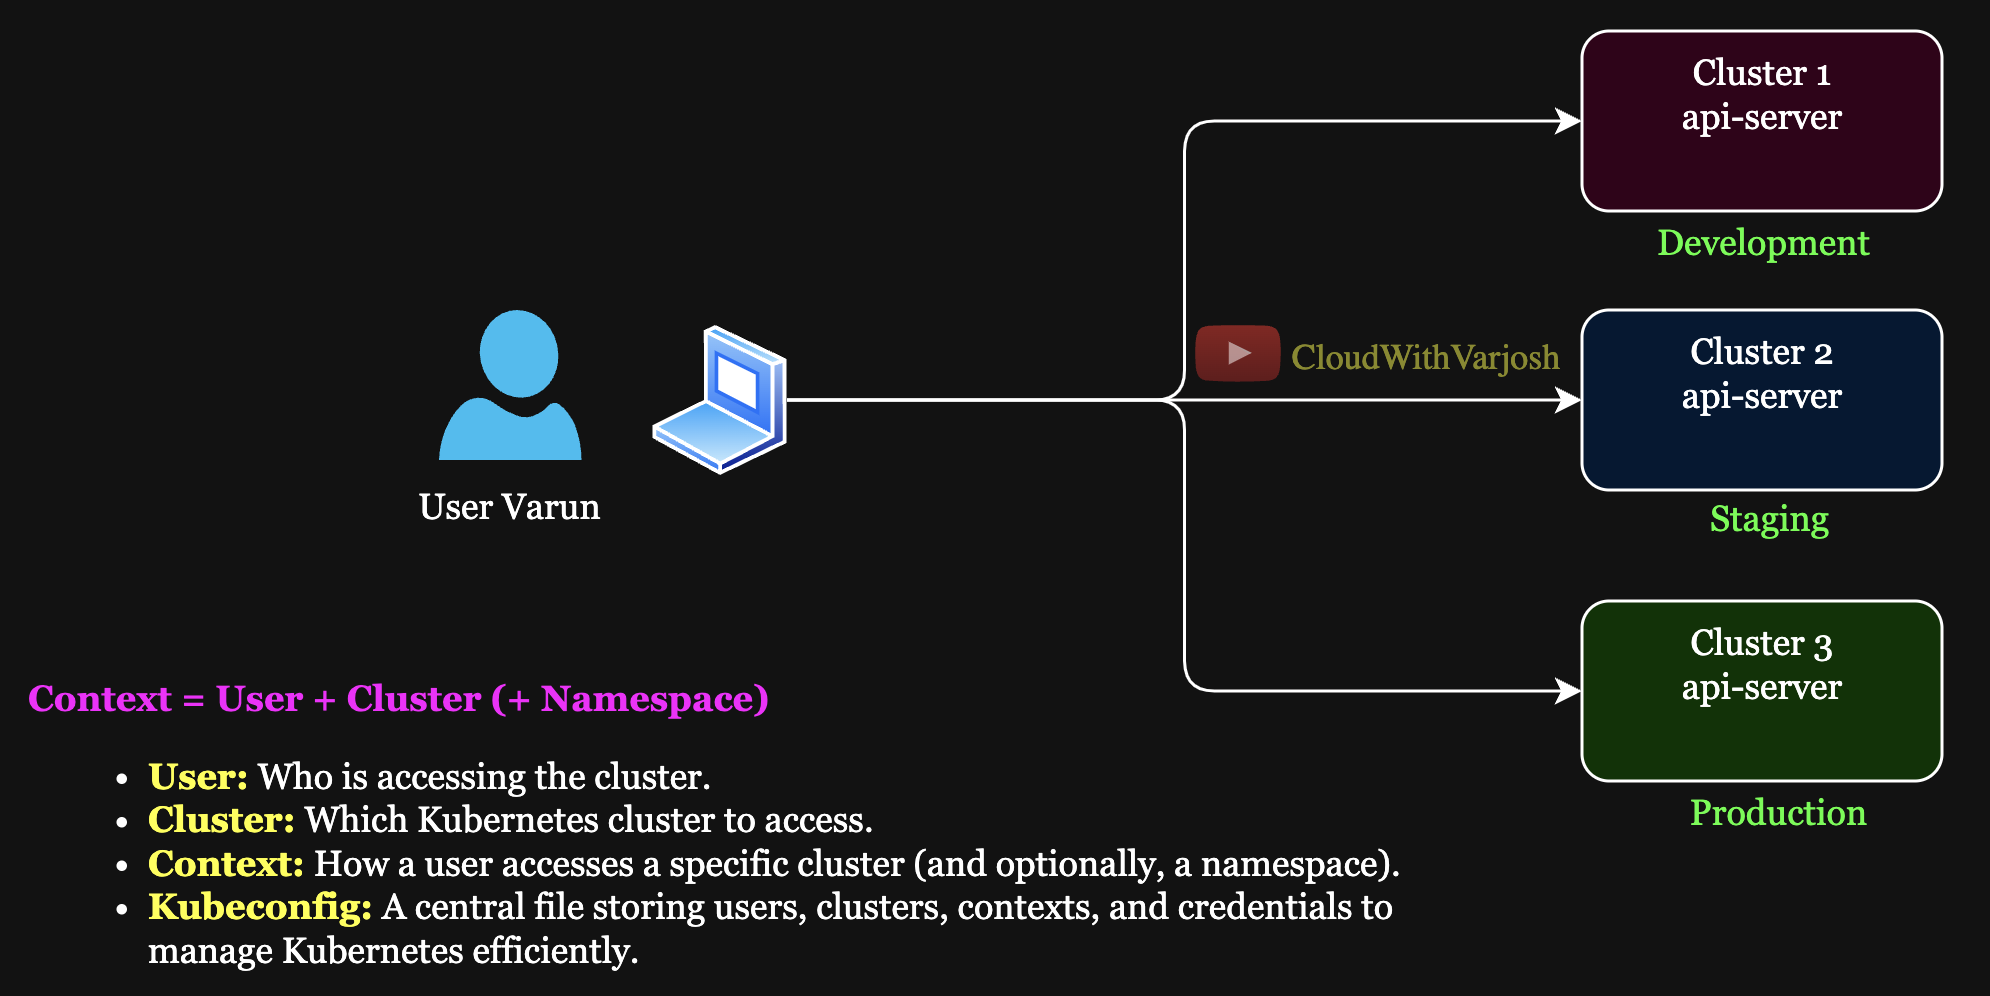 Cluster 1
api-server
Development
CloudWithVarjosh
Cluster 2
api-server
Staging
User Varun
Cluster 3
api-server
Production
Context = User + Cluster (+ Namespace)
• User: Who is accessing the cluster.
• Cluster: Which Kubernetes cluster to access.
• Context: How a user accesses a specific cluster (and optionally, a namespace).
• Kubeconfig: A central file storing users, clusters, contexts, and credentials to
manage Kubernetes efficiently.